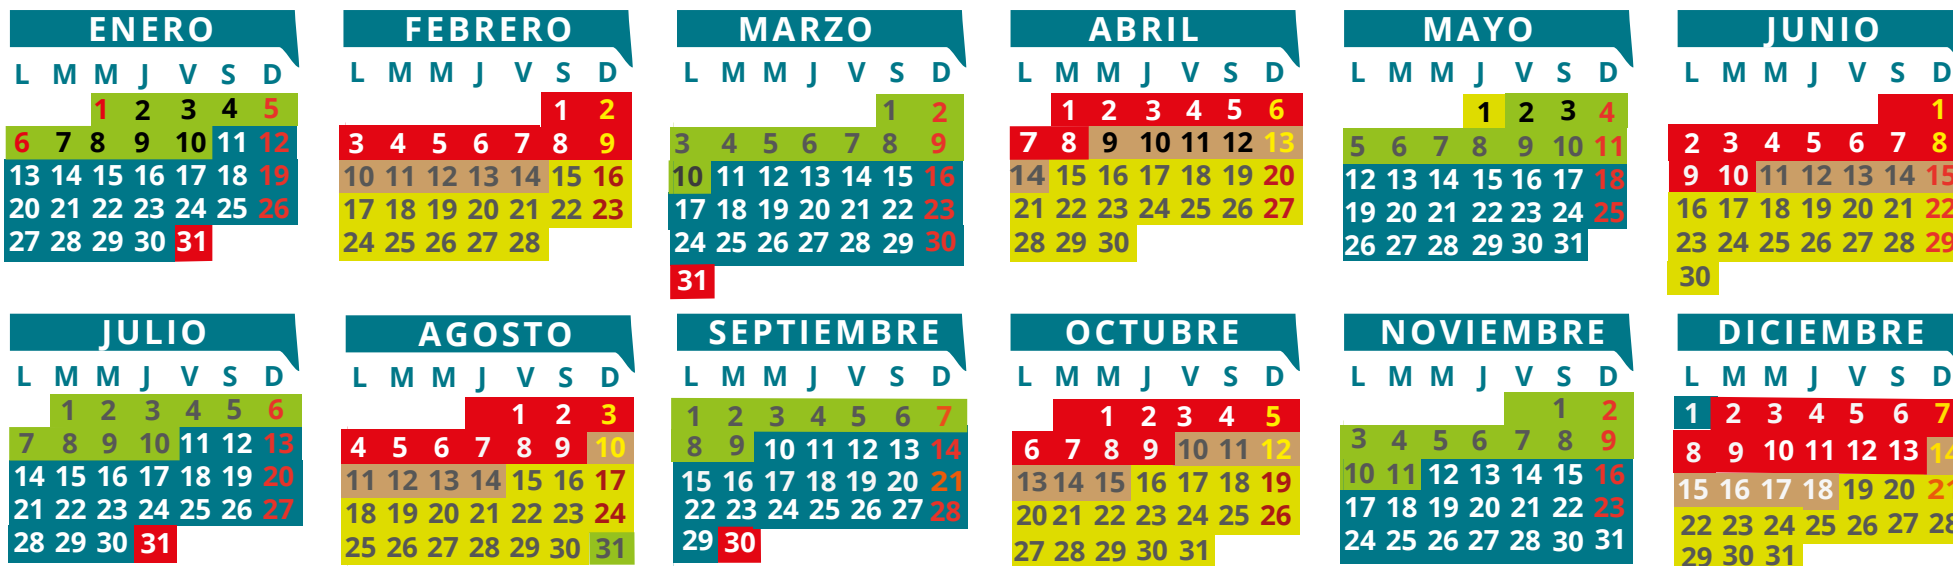 ENERO
L M M J V S D
1 2 3 4 5
6 7 8 9 10 11 12
13 14 15 16 17 18 19
20 21 22 23 24 25 26
27 28 29 30 31
FEBRERO
L M M J V S D
1 2
3 4 5 6 7 8 9
10 11 12 13 14 15 16
17 18 19 20 21 22 23
24 25 26 27 28
MARZO
L M M J V S D
1 2
3 4 5 6 7 8 9
10 11 12 13 14 15 16
17 18 19 20 21 22 23
24 25 26 27 28 29 30
31
ABRIL
L M M J V S D
1 2 3 4 5 6
7 8 9 10 11 12 13
14 15 16 17 18 19 20
21 22 23 24 25 26 27
28 29 30
MAYO
L M M J V S D
1 2 3 4
5 6 7 8 9 10 11
12 13 14 15 16 17 18
19 20 21 22 23 24 25
26 27 28 29 30 31
JUNIO
L M M J V S D
1
2 3 4 5 6 7 8
9 10 11 12 13 14 15
16 17 18 19 20 21 22
23 24 25 26 27 28 29
30
JULIO
L M M J V S D
1 2 3 4 5 6
7 8 9 10 11 12 13
14 15 16 17 18 19 20
21 22 23 24 25 26 27
28 29 30 31
AGOSTO
L M M J V S D
1 2 3
4 5 6 7 8 9 10
11 12 13 14 15 16 17
18 19 20 21 22 23 24
25 26 27 28 29 30 31
SEPTIEMBRE
L M M J V S D
1 2 3 4 5 6 7
8 9 10 11 12 13 14
15 16 17 18 19 20 21
22 23 24 25 26 27 28
29 30
OCTUBRE
L M M J V S D
1 2 3 4 5
6 7 8 9 10 11 12
13 14 15 16 17 18 19
20 21 22 23 24 25 26
27 28 29 30 31
NOVIEMBRE
L M M J V S D
1 2
3 4 5 6 7 8 9
10 11 12 13 14 15 16
17 18 19 20 21 22 23
24 25 26 27 28 30 31
DICIEMBRE
L M M J V S D
1 2 3 4 5 6 7
8 9 10 11 12 13 14
15 16 17 18 19 20 21
22 23 24 25 26 27 28
29 30 31